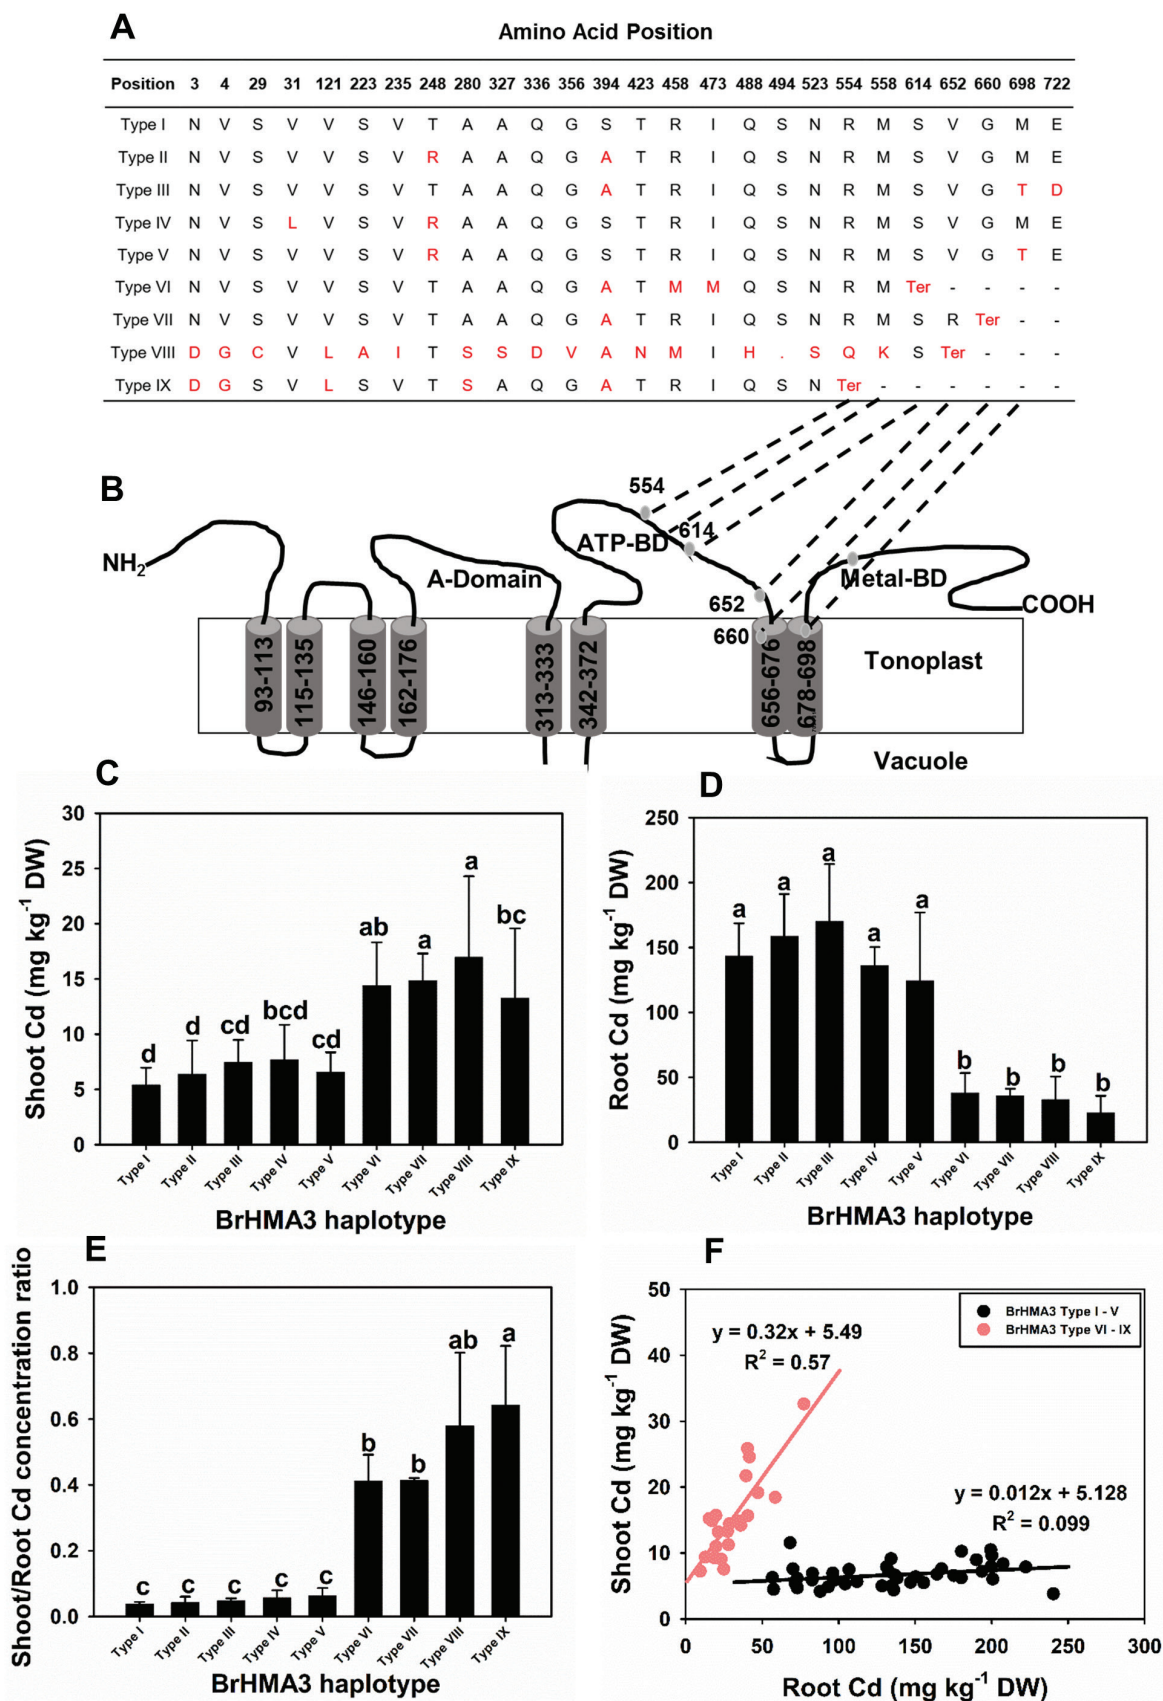 A
Amino Acid Position
Position 3 4 29 31 121 223 235 248 280 327 336 356 394 423 458 473 488 494 523 554 558 614 652 660 698 722
Type I N V S V V S V T A A Q G S T R I Q S N R M S V G M E
Type II N V S V V S V R A A Q G A T R I Q S N R M S V G M E
Type III N V S V V S V T A A Q G A T R I Q S N R M S V G T D
Type IV N V S L V S V R A A Q G S T R I Q S N R M S V G M E
Type V N V S V V S V R A A Q G S T R I Q S N R M S V G T E
Type VI N V S V V S V T A A Q G A T M M Q S N R M Ter - - - -
Type VII N V S V V S V T A A Q G A T R I Q S N R M S R Ter - -
Type VIII D G C V L A I T S S D V A N M I H . S Q K S Ter - - -
Type IX D G S V L S V T S A Q G A T R I Q S N Ter - - - - - -
B
554
614
NH2
ATP-BD
A-Domain
Metal-BD
652
COOH
660
93-113
115-135
146-160
162-176
313-333
342-372
656-676
678-698
Tonoplast
Vacuole
C
Shoot Cd (mg kg-1 DW)
30
25
20
15
10
5
0
d
d
cd
bcd
cd
ab
a
a
bc
Type I
Type II
Type III
Type IV
Type V
Type VI
Type VII
Type VIII
Type IX
BrHMA3 haplotype
D
Root Cd (mg kg-1 DW)
250
200
150
100
50
0
a
a
a
a
a
b
b
b
b
Type I
Type II
Type III
Type IV
Type V
Type VI
Type VII
Type VIII
Type IX
BrHMA3 haplotype
E
Shoot/Root Cd concentration ratio
1.0
0.8
0.6
0.4
0.2
0.0
c
c
c
c
c
b
b
ab
a
Type I
Type II
Type III
Type IV
Type V
Type VI
Type VII
Type VIII
Type IX
BrHMA3 haplotype
F
Shoot Cd (mg kg-1 DW)
50
40
30
20
10
0
BrHMA3 Type I - V
BrHMA3 Type VI - IX
y = 0.32x + 5.49
R2 = 0.57
y = 0.012x + 5.128
R2 = 0.099
0 50 100 150 200 250 300
Root Cd (mg kg-1 DW)